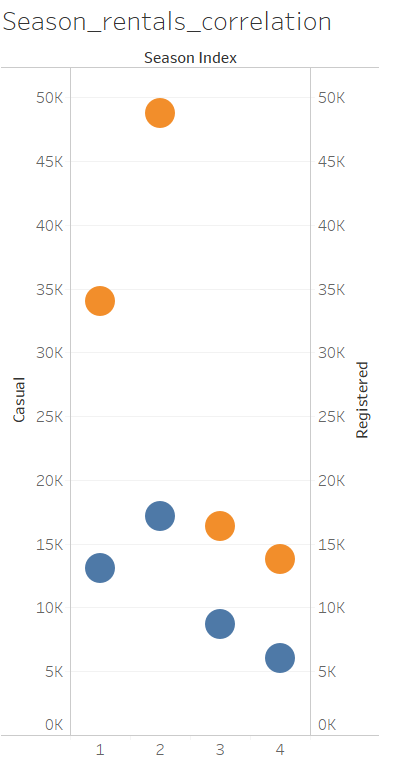 Season_rentals_correlation
Season Index
50K 50K
45K 45K
40K 40K
35K 35K
30K 30K
25K 25K
20K 20K
15K 15K
10K 10K
5K 5K
0K 0K
Casual
Registered
1 2 3 4